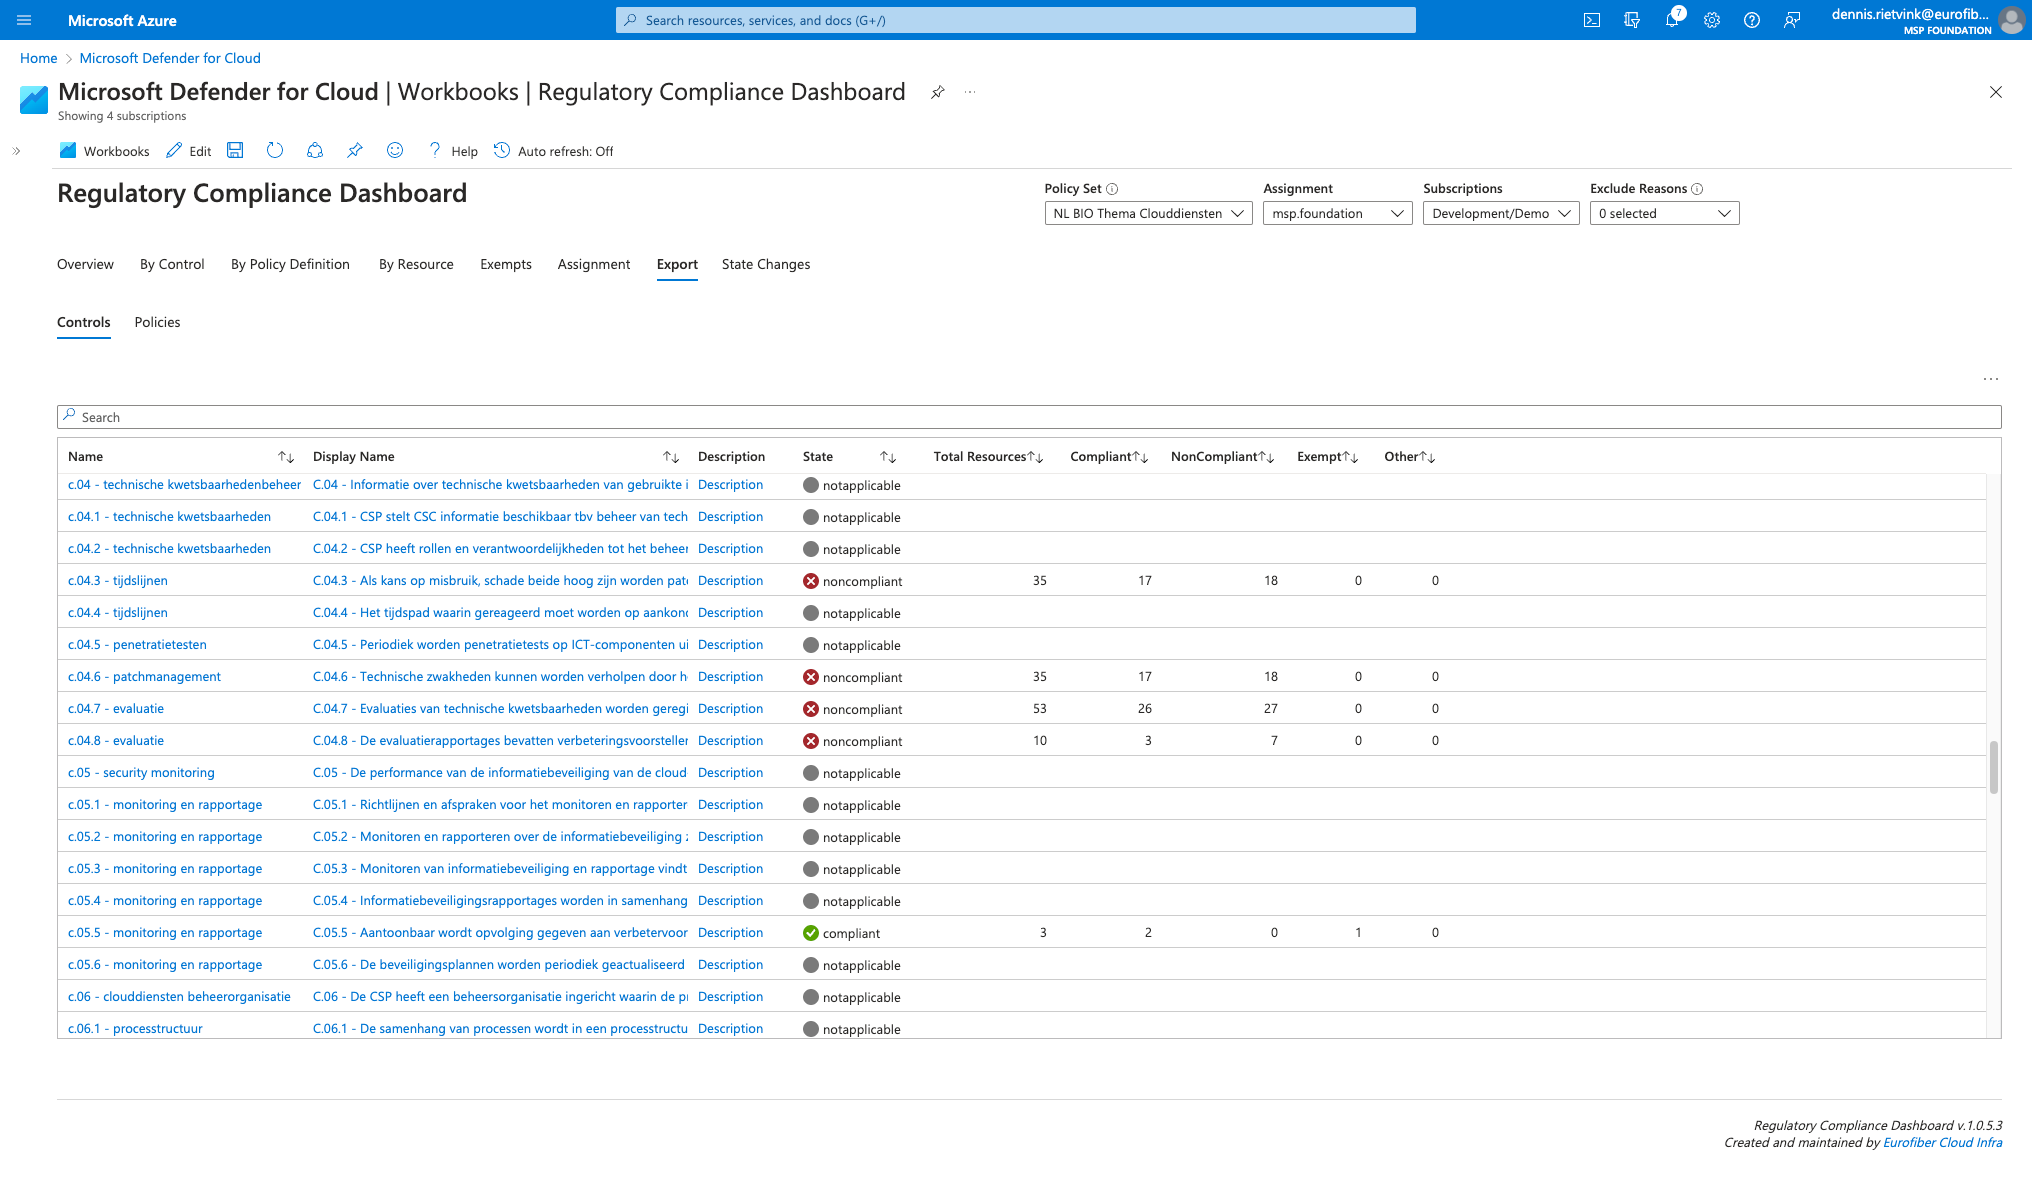 Microsoft Azure
Search resources, services, and docs (G+/)
7
dennis.rietvink@eurofib...
MSP FOUNDATION
Home > Microsoft Defender for Cloud
Microsoft Defender for Cloud | Workbooks | Regulatory Compliance Dashboard
Showing 4 subscriptions
Workbooks Edit Help Auto refresh: Off
Regulatory Compliance Dashboard
Policy Set Assignment Subscriptions Exclude Reasons
NL BIO Thema Clouddiensten msp.foundation Development/Demo 0 selected
Overview By Control By Policy Definition By Resource Exempts Assignment Export State Changes
Controls Policies
Search
Name Display Name Description State Total Resources Compliant NonCompliant Exempt Other
c.04 - technische kwetsbaarhedenbeheer C.04 - Informatie over technische kwetsbaarheden van gebruikte i Description notapplicable
c.04.1 - technische kwetsbaarheden C.04.1 - CSP stelt CSC informatie beschikbaar tbv beheer van tech Description notapplicable
c.04.2 - technische kwetsbaarheden C.04.2 - CSP heeft rollen en verantwoordelijkheden tot het beheer Description notapplicable
c.04.3 - tijdslijnen C.04.3 - Als kans op misbruik, schade beide hoog zijn worden patc Description noncompliant 35 17 18 0 0
c.04.4 - tijdslijnen C.04.4 - Het tijdspad waarin gereageerd moet worden op aankonc Description notapplicable
c.04.5 - penetratietesten C.04.5 - Periodiek worden penetratietests op ICT-componenten ui Description notapplicable
c.04.6 - patchmanagement C.04.6 - Technische zwakheden kunnen worden verholpen door h Description noncompliant 35 17 18 0 0
c.04.7 - evaluatie C.04.7 - Evaluaties van technische kwetsbaarheden worden geregi Description noncompliant 53 26 27 0 0
c.04.8 - evaluatie C.04.8 - De evaluatierapportages bevatten verbeteringsvoorsteller Description noncompliant 10 3 7 0 0
c.05 - security monitoring C.05 - De performance van de informatiebeveiliging van de cloud Description notapplicable
c.05.1 - monitoring en rapportage C.05.1 - Richtlijnen en afspraken voor het monitoren en rapporter Description notapplicable
c.05.2 - monitoring en rapportage C.05.2 - Monitoren en rapporteren over de informatiebeveiliging Description notapplicable
c.05.3 - monitoring en rapportage C.05.3 - Monitoren van informatiebeveiliging en rapportage vindt Description notapplicable
c.05.4 - monitoring en rapportage C.05.4 - Informatiebeveiligingsrapportages worden in samenhang Description notapplicable
c.05.5 - monitoring en rapportage C.05.5 - Aantoonbaar wordt opvolging gegeven aan verbetervoor Description compliant 3 2 0 1 0
c.05.6 - monitoring en rapportage C.05.6 - De beveiligingsplannen worden periodiek geactualiseerd Description notapplicable
c.06 - clouddiensten beheerorganisatie C.06 - De CSP heeft een beheersorganisatie ingericht waarin de pi Description notapplicable
c.06.1 - processtructuur C.06.1 - De samenhang van processen wordt in een processtructu Description notapplicable
Regulatory Compliance Dashboard v.1.0.5.3
Created and maintained by Eurofiber Cloud Infra